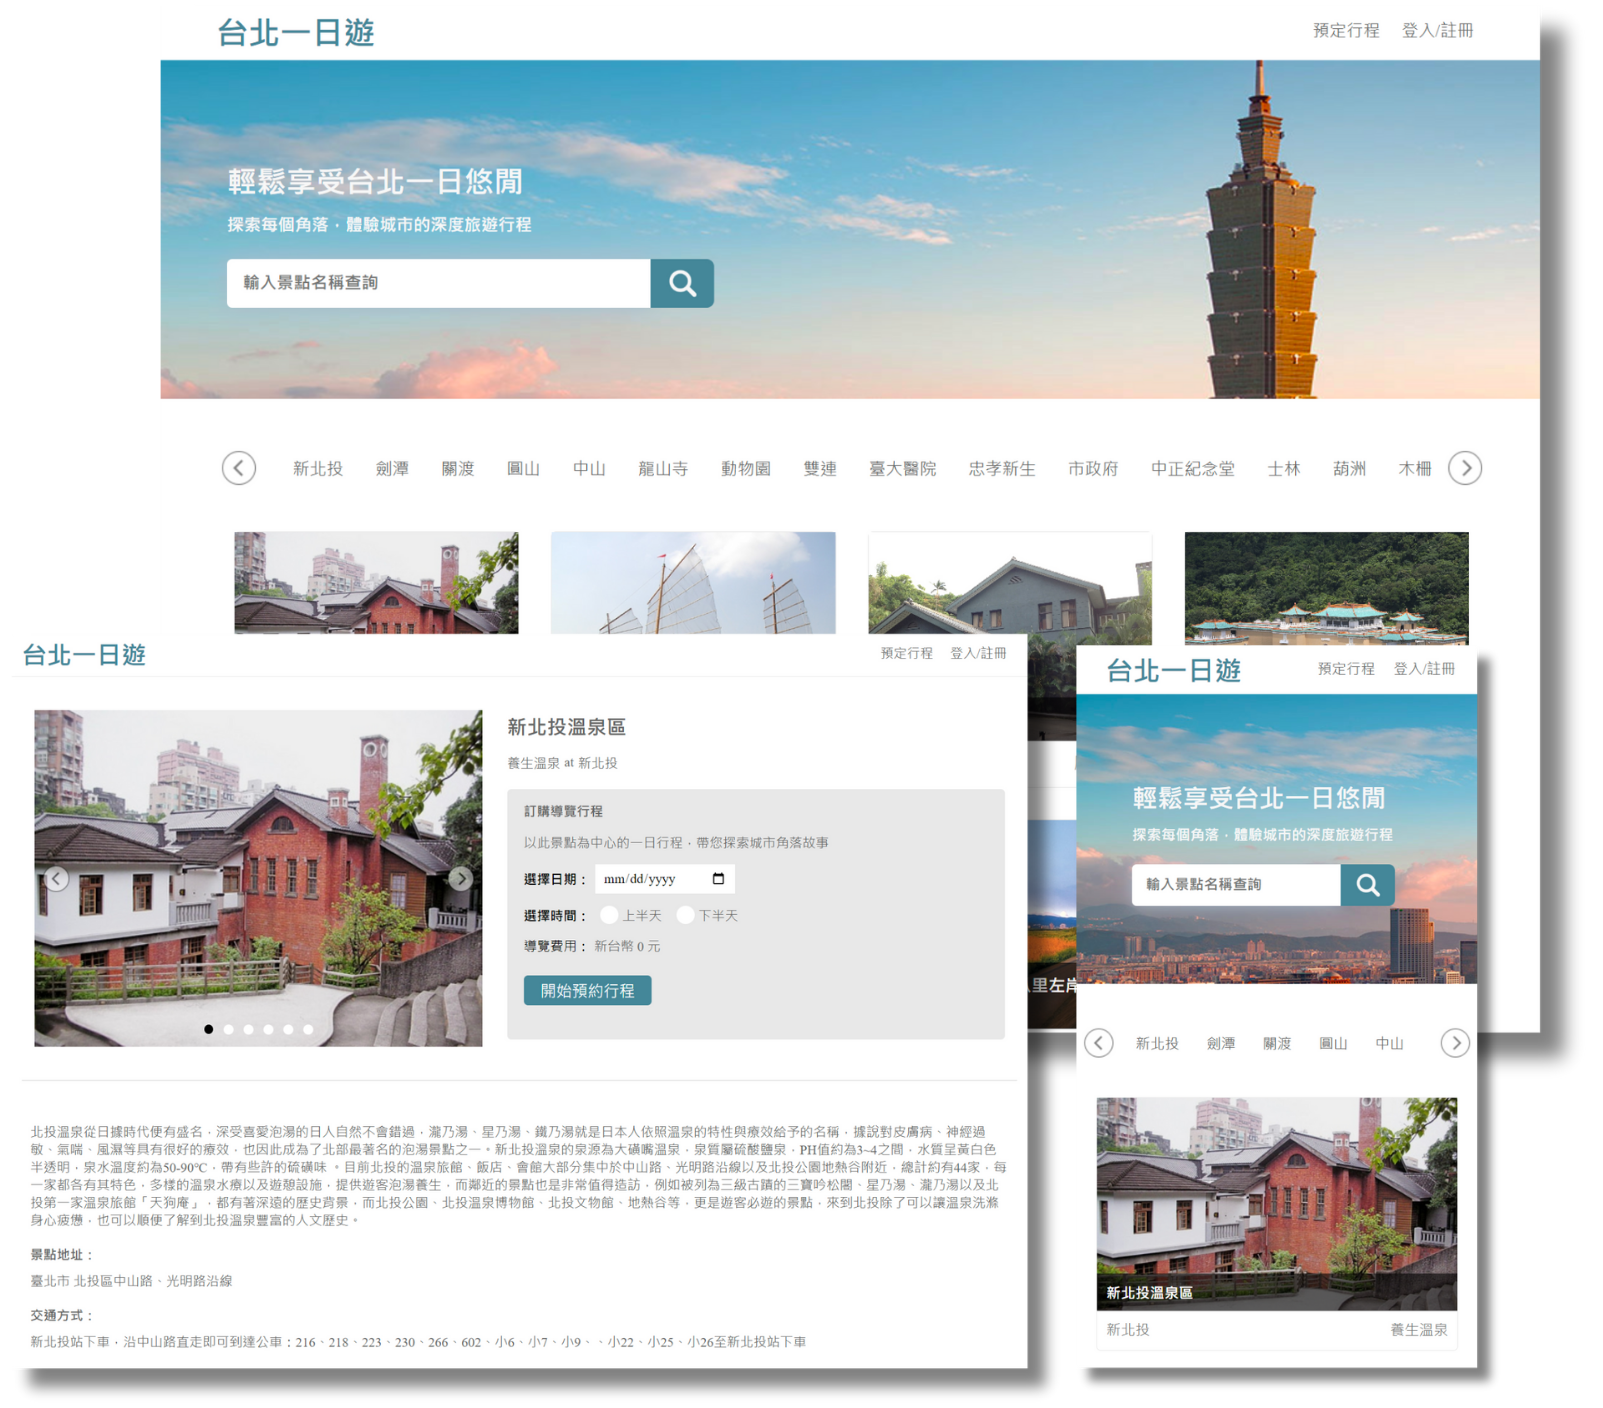 台北一日遊
預定行程 登入/註冊
輕鬆享受台北一日悠閒
探索每個角落，體驗城市的深度旅遊行程
輸入景點名稱查詢
新北投 劍潭 關渡 圓山 中山 龍山寺 動物園 雙連 臺大醫院 忠孝新生 市政府 中正紀念堂 士林 葫洲 木柵
台北一日遊
預定行程 登入/註冊
新北投溫泉區
養生溫泉 at 新北投
訂購導覽行程
以此景點為中心的一日行程，帶您探索城市角落故事
選擇日期： mm/dd/yyyy
選擇時間： 上半天 下半天
導覽費用： 新台幣 0 元
開始預約行程
北投溫泉從日據時代便有盛名，深受喜愛泡湯的日人自然不會錯過，瀧乃湯、星乃湯、鐵乃湯就是日本人依照溫泉的特性與療效給予的名稱，據說對皮膚病、神經過
敏、氣喘、風濕等具有很好的療效，也因此成為了北部最著名的泡湯景點之一。新北投溫泉的泉源為大磺嘴溫泉，泉質屬硫酸鹽泉，PH值約為3~4之間，水質呈黃白色
半透明，泉水溫度約為50-90℃，帶有些許的硫磺味 。目前北投的溫泉旅館、飯店、會館大部分集中於中山路、光明路沿線以及北投公園地熱谷附近，總計約有44家，每
一家都各有其特色，多樣的溫泉水療以及遊憩設施，提供遊客泡湯養生，而鄰近的景點也是非常值得造訪，例如被列為三級古蹟的三寶吟松閣、星乃湯、瀧乃湯以及北
投第一家溫泉旅館「天狗庵」，都有著深遠的歷史背景，而北投公園、北投溫泉博物館、北投文物館、地熱谷等，更是遊客必遊的景點，來到北投除了可以讓溫泉洗滌
身心疲憊，也可以順便了解到北投溫泉豐富的人文歷史。
景點地址：
臺北市 北投區中山路、光明路沿線
交通方式：
新北投站下車，沿中山路直走即可到達公車：216、218、223、230、266、602、小6、小7、小9、、小22、小25、小26至新北投站下車
里左岸
台北一日遊
預定行程 登入/註冊
輕鬆享受台北一日悠閒
探索每個角落，體驗城市的深度旅遊行程
輸入景點名稱查詢
新北投 劍潭 關渡 圓山 中山
新北投溫泉區
新北投 養生溫泉